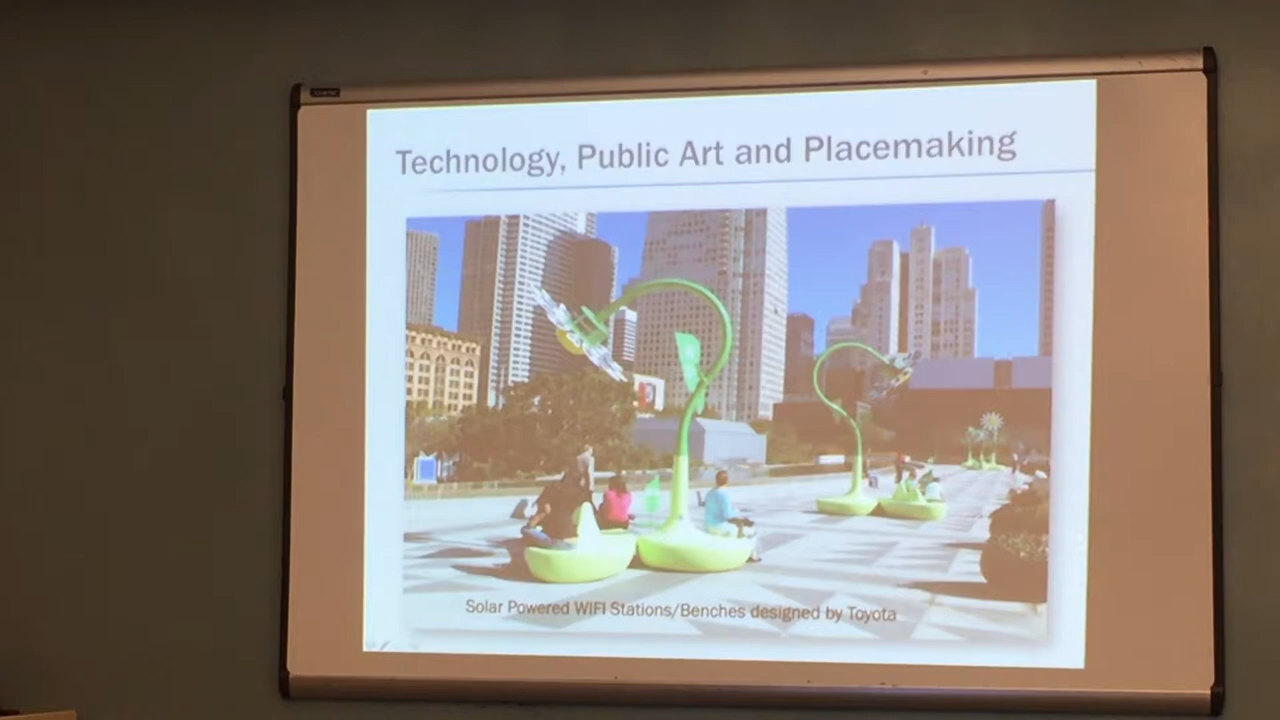 Technology, Public Art and Placemaking
Solar Powered WIFI Stations/Benches designed by Toyota